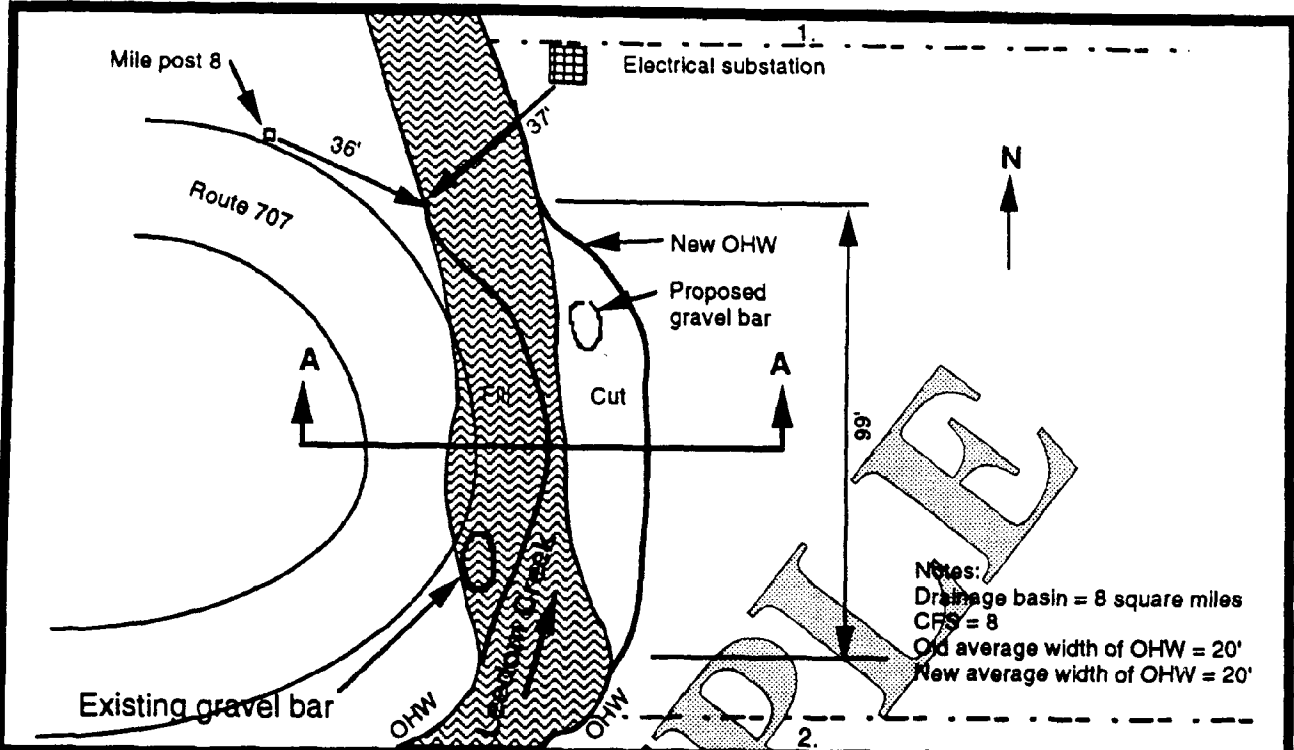 1.
Mile post 8
Electrical substation
36'
37'
N
Route 707
New OHW
Proposed
gravel bar
A
A
Fill
Cut
99'
Notes:
Drainage basin = 8 square miles
CFS = 8
Old average width of OHW = 20'
New average width of OHW = 20'
Existing gravel bar
OHW
Creek
OHW
2.